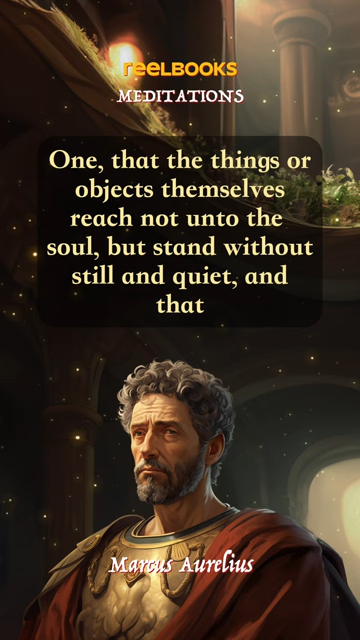 reelbooks
MEDITATIONS
One, that the things or
objects themselves
reach not unto the
soul, but stand without
still and quiet, and
that
Marcus Aurelius